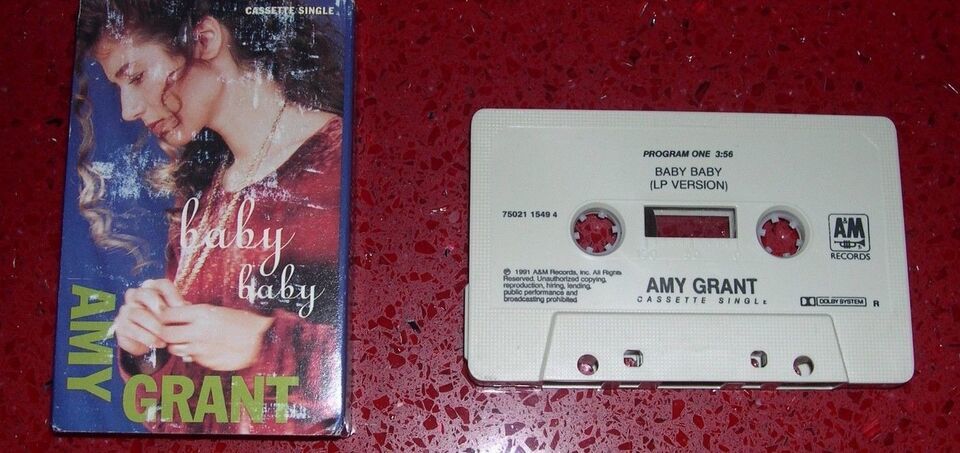 CASSETTE SINGLE
baby
baby
AMY
GRANT
PROGRAM ONE 3:56
BABY BABY
(LP VERSION)
75021 1549 4
A&M
RECORDS
℗ 1991 A&M Records, Inc. All Rights
Reserved. Unauthorized copying,
reproduction, hiring, lending,
public performance and
broadcasting prohibited
AMY GRANT
CASSETTE SINGLE
DOLBY SYSTEM R